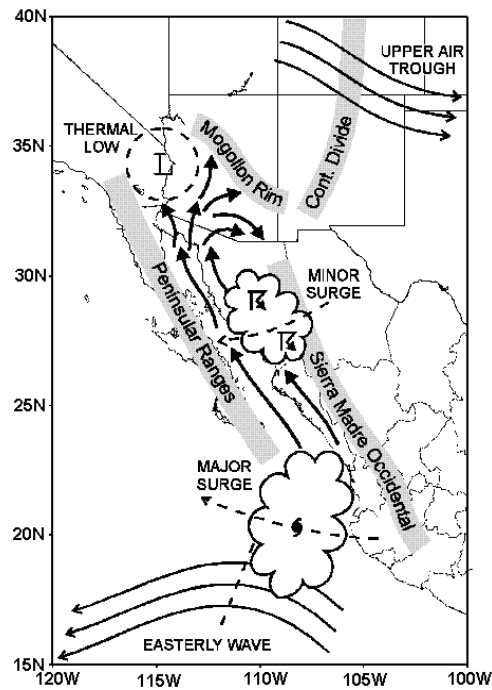 40N
UPPER AIR
TROUGH
35N
THERMAL
LOW
L
Mogollon Rim
Cont. Divide
30N
MINOR
SURGE
Peninsular Ranges
Sierra Madre Occidental
25N
MAJOR
SURGE
20N
EASTERLY WAVE
15N
120W
115W
110W
105W
100W